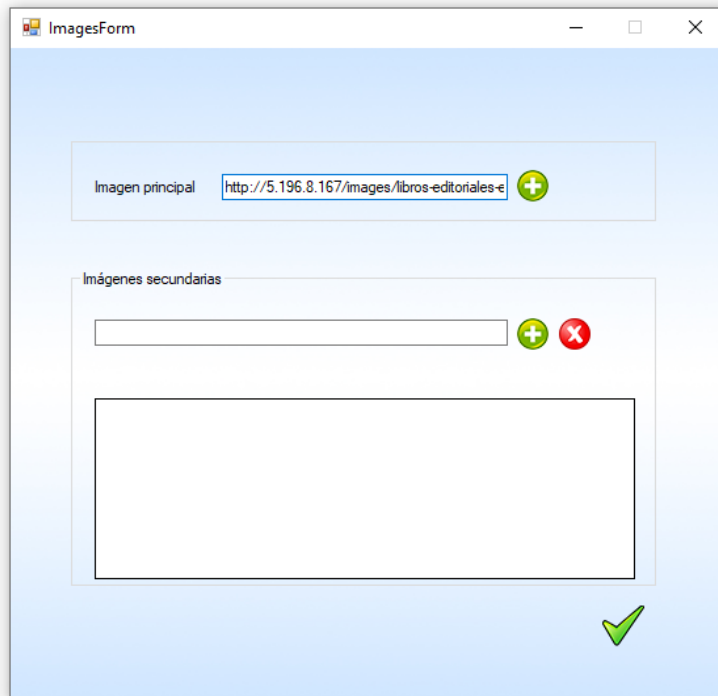 ImagesForm
Imagen principal http://5.196.8.167/images/libros-editoriales-e
Imágenes secundarias